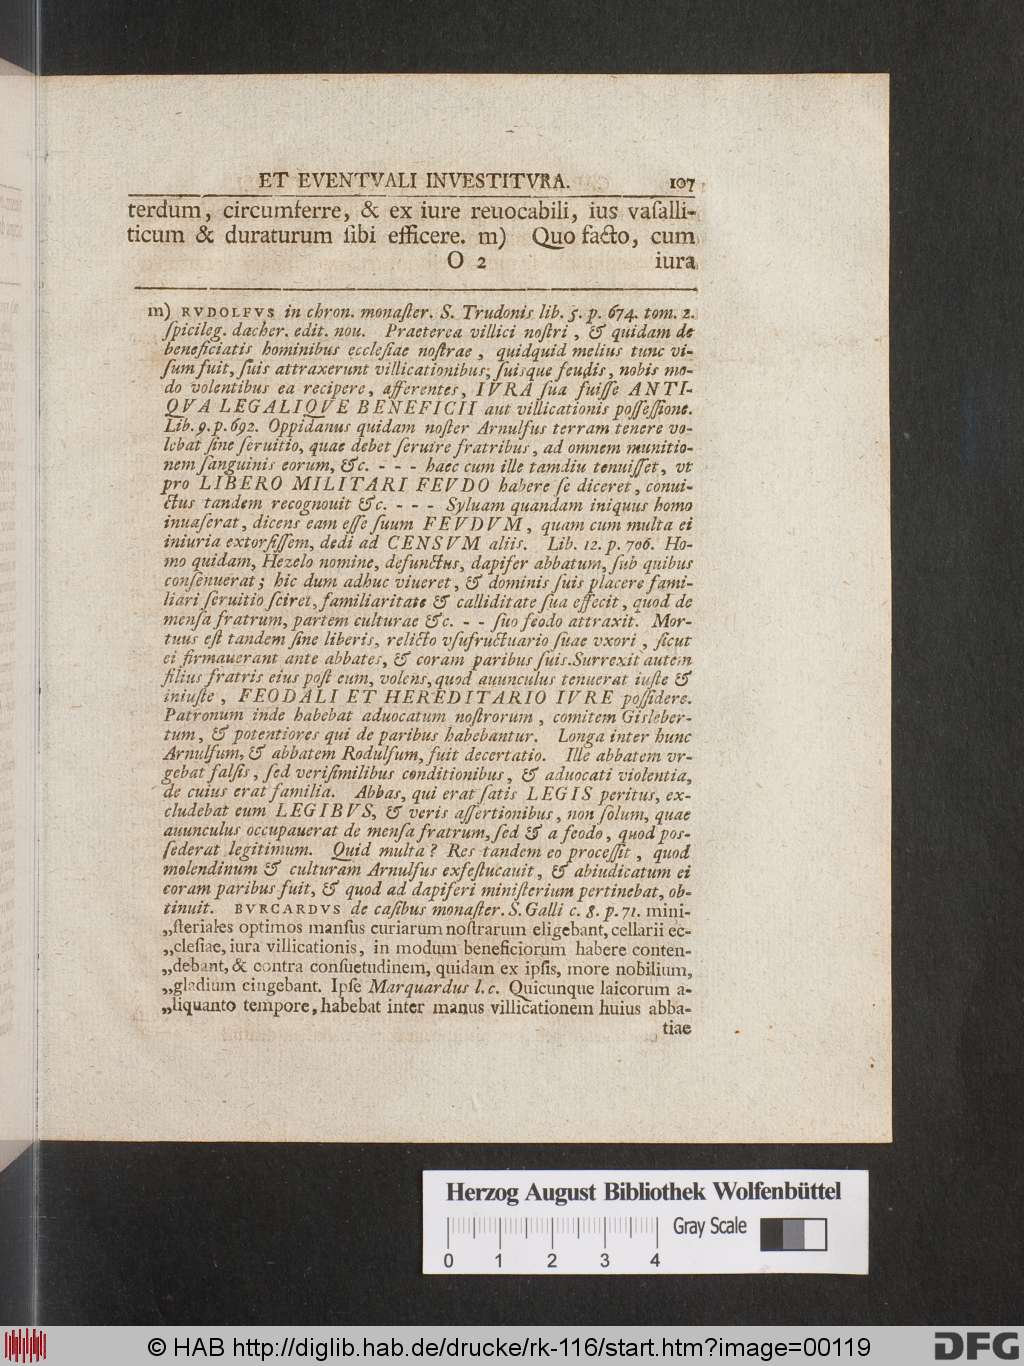 ET EVENTVALI INVESTITVRA. 107
terdum, circumferre, & ex iure reuocabili, ius vaſalli-
ticum & duraturum ſibi efficere. m) Quo facto, cum
O 2 iura
m) RVDOLFVS in chron. monaſter. S. Trudonis lib. 5. p. 674. tom. 2.
ſpicileg. dacher. edit. nou. Praeterea villici noſtri, & quidam de
beneficiatis hominibus eccleſiae noſtrae, quidquid melius tunc vi-
ſum fuit, ſuis attraxerunt villicationibus, ſuisque feudis, nobis mo-
do volentibus ea recipere, afferentes, IVRA ſua fuiſſe ANTI-
QVA LEGALIQVE BENEFICII aut villicationis poſſeſſione.
Lib. 9. p. 692. Oppidanus quidam noſter Arnulfus terram tenere vo-
lebat ſine ſeruitio, quae debet ſeruire fratribus, ad omnem munitio-
nem ſanguinis eorum, &c. - - - haec cum ille tamdiu tenuiſſet, vt
pro LIBERO MILITARI FEVDO habere ſe diceret, conui-
ctus tandem recognouit &c. - - - Syluam quandam iniquus homo
inuaſerat, dicens eam eſſe ſuum FEVDVM, quam cum multa ei
iniuria extorſiſſem, dedi ad CENSVM aliis. Lib. 12. p. 706. Ho-
mo quidam, Hezelo nomine, defunctus, dapifer abbatum, ſub quibus
conſenuerat; hic dum adhuc viueret, & dominis ſuis placere fami-
liari ſeruitio ſciret, familiaritate & calliditate ſua effecit, quod de
menſa fratrum, partem culturae &c. - - ſuo feodo attraxit. Mor-
tuus eſt tandem ſine liberis, relicto vſufructuario ſuae vxori, ſicut
ei firmauerant ante abbates, & coram paribus ſuis. Surrexit autem
filius fratris eius poſt eum, volens, quod auunculus tenuerat iuſte &
iniuſte, FEODALI ET HEREDITARIO IVRE poſſidere.
Patronum inde habebat aduocatum noſtrorum, comitem Gisleber-
tum, & potentiores qui de paribus habebantur. Longa inter hunc
Arnulfum, & abbatem Rodulfum, fuit decertatio. Ille abbatem vr-
gebat falſis, ſed veriſimilibus conditionibus, & aduocati violentia,
de cuius erat familia. Abbas, qui erat ſatis LEGIS peritus, ex-
cludebat eum LEGIBVS, & veris aſſertionibus, non ſolum, quae
auunculus occupauerat de menſa fratrum, ſed & a feodo, quod poſ-
ſederat legitimum. Quid multa? Res tandem eo proceſſit, quod
molendinum & culturam Arnulfus exfeſtucauit, & abiudicatum ei
coram paribus fuit, & quod ad dapiferi miniſterium pertinebat, ob-
tinuit. BVRCARDVS de caſibus monaſter. S. Galli c. 8. p. 71. mini-
„ſteriales optimos manſus curiarum noſtrarum eligebant, cellarii ec-
„cleſiae, iura villicationis, in modum beneficiorum habere conten-
„debant, & contra conſuetudinem, quidam ex ipſis, more nobilium,
„gladium cingebant. Ipſe Marquardus l. c. Quicunque laicorum a-
„liquanto tempore, habebat inter manus villicationem huius abba-
tiae
Herzog August Bibliothek Wolfenbüttel
Gray Scale
0 1 2 3 4
© HAB http://diglib.hab.de/drucke/rk-116/start.htm?image=00119
DFG